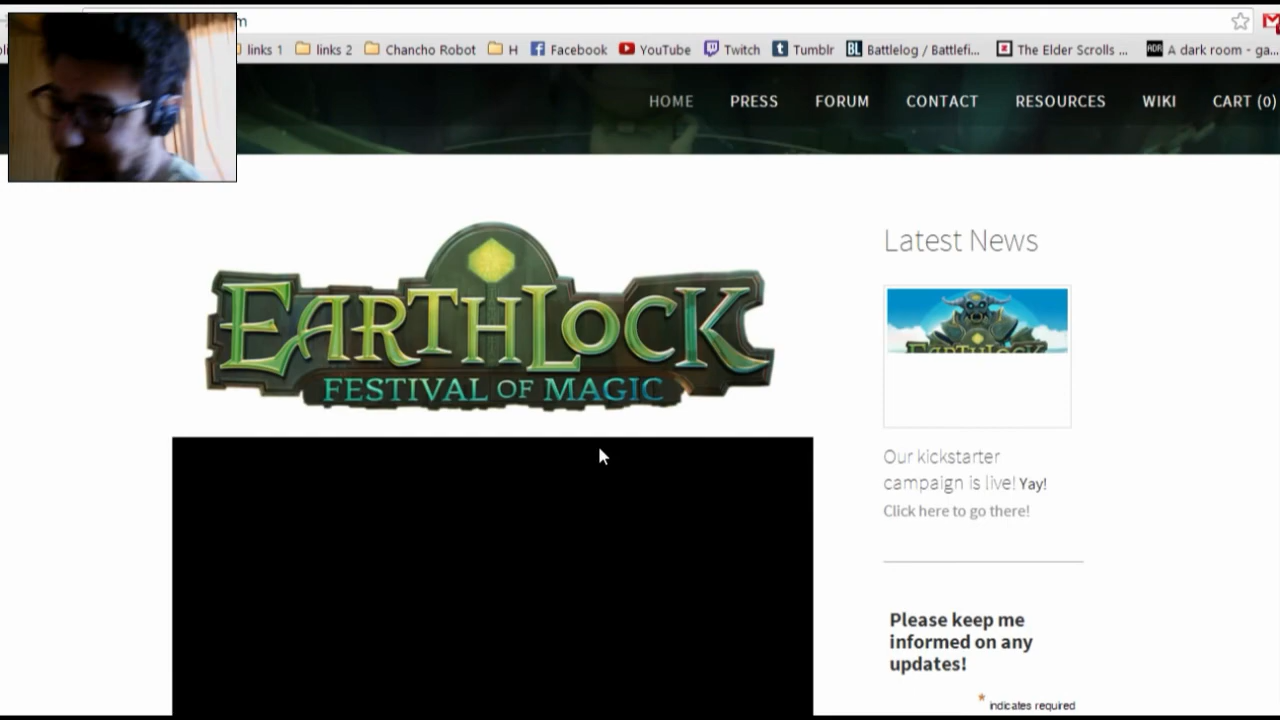 m
links 1 links 2 Chancho Robot H Facebook YouTube Twitch Tumblr Battlelog / Battlefi... The Elder Scrolls ... A dark room - ga...
HOME PRESS FORUM CONTACT RESOURCES WIKI CART (0)
EARTHLOCK
FESTIVAL OF MAGIC
Latest News
EARTHLOCK
Our kickstarter
campaign is live! Yay!
Click here to go there!
Please keep me
informed on any
updates!
* indicates required